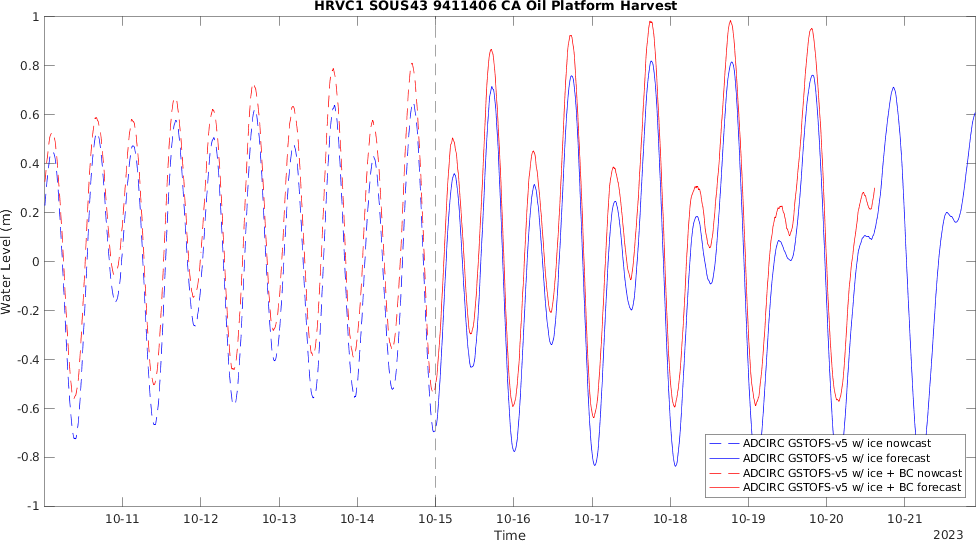 HRVC1 SOUS43 9411406 CA Oil Platform Harvest
1
0.8
0.6
0.4
0.2
0
-0.2
-0.4
-0.6
-0.8
-1
Water Level (m)
10-11 10-12 10-13 10-14 10-15 10-16 10-17 10-18 10-19 10-20 10-21
Time
2023
ADCIRC GSTOFS-v5 w/ ice nowcast
ADCIRC GSTOFS-v5 w/ ice forecast
ADCIRC GSTOFS-v5 w/ ice + BC nowcast
ADCIRC GSTOFS-v5 w/ ice + BC forecast